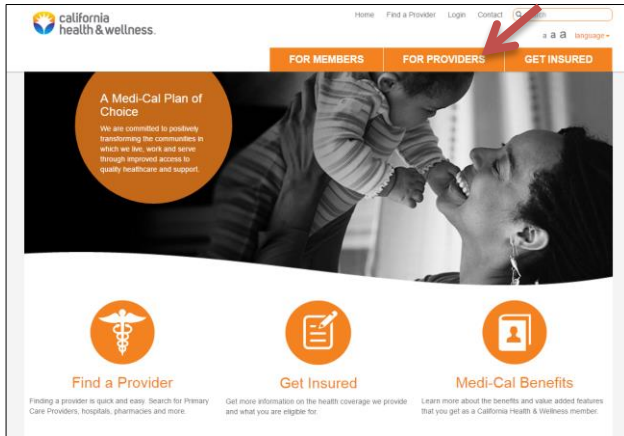 california
health & wellness.
Home Find a Provider Login Contact
a a a language
FOR MEMBERS FOR PROVIDERS GET INSURED
A Medi-Cal Plan of
Choice
We are committed to positively
transforming the communities in
which we live, work and serve
through improved access to
quality healthcare and support.
Find a Provider
Finding a provider is quick and easy. Search for Primary
Care Providers, hospitals, pharmacies and more.
Get Insured
Get more information on the health coverage we provide
and what you are eligible for.
Medi-Cal Benefits
Learn more about the benefits and value added features
that you get as a California Health & Wellness member.